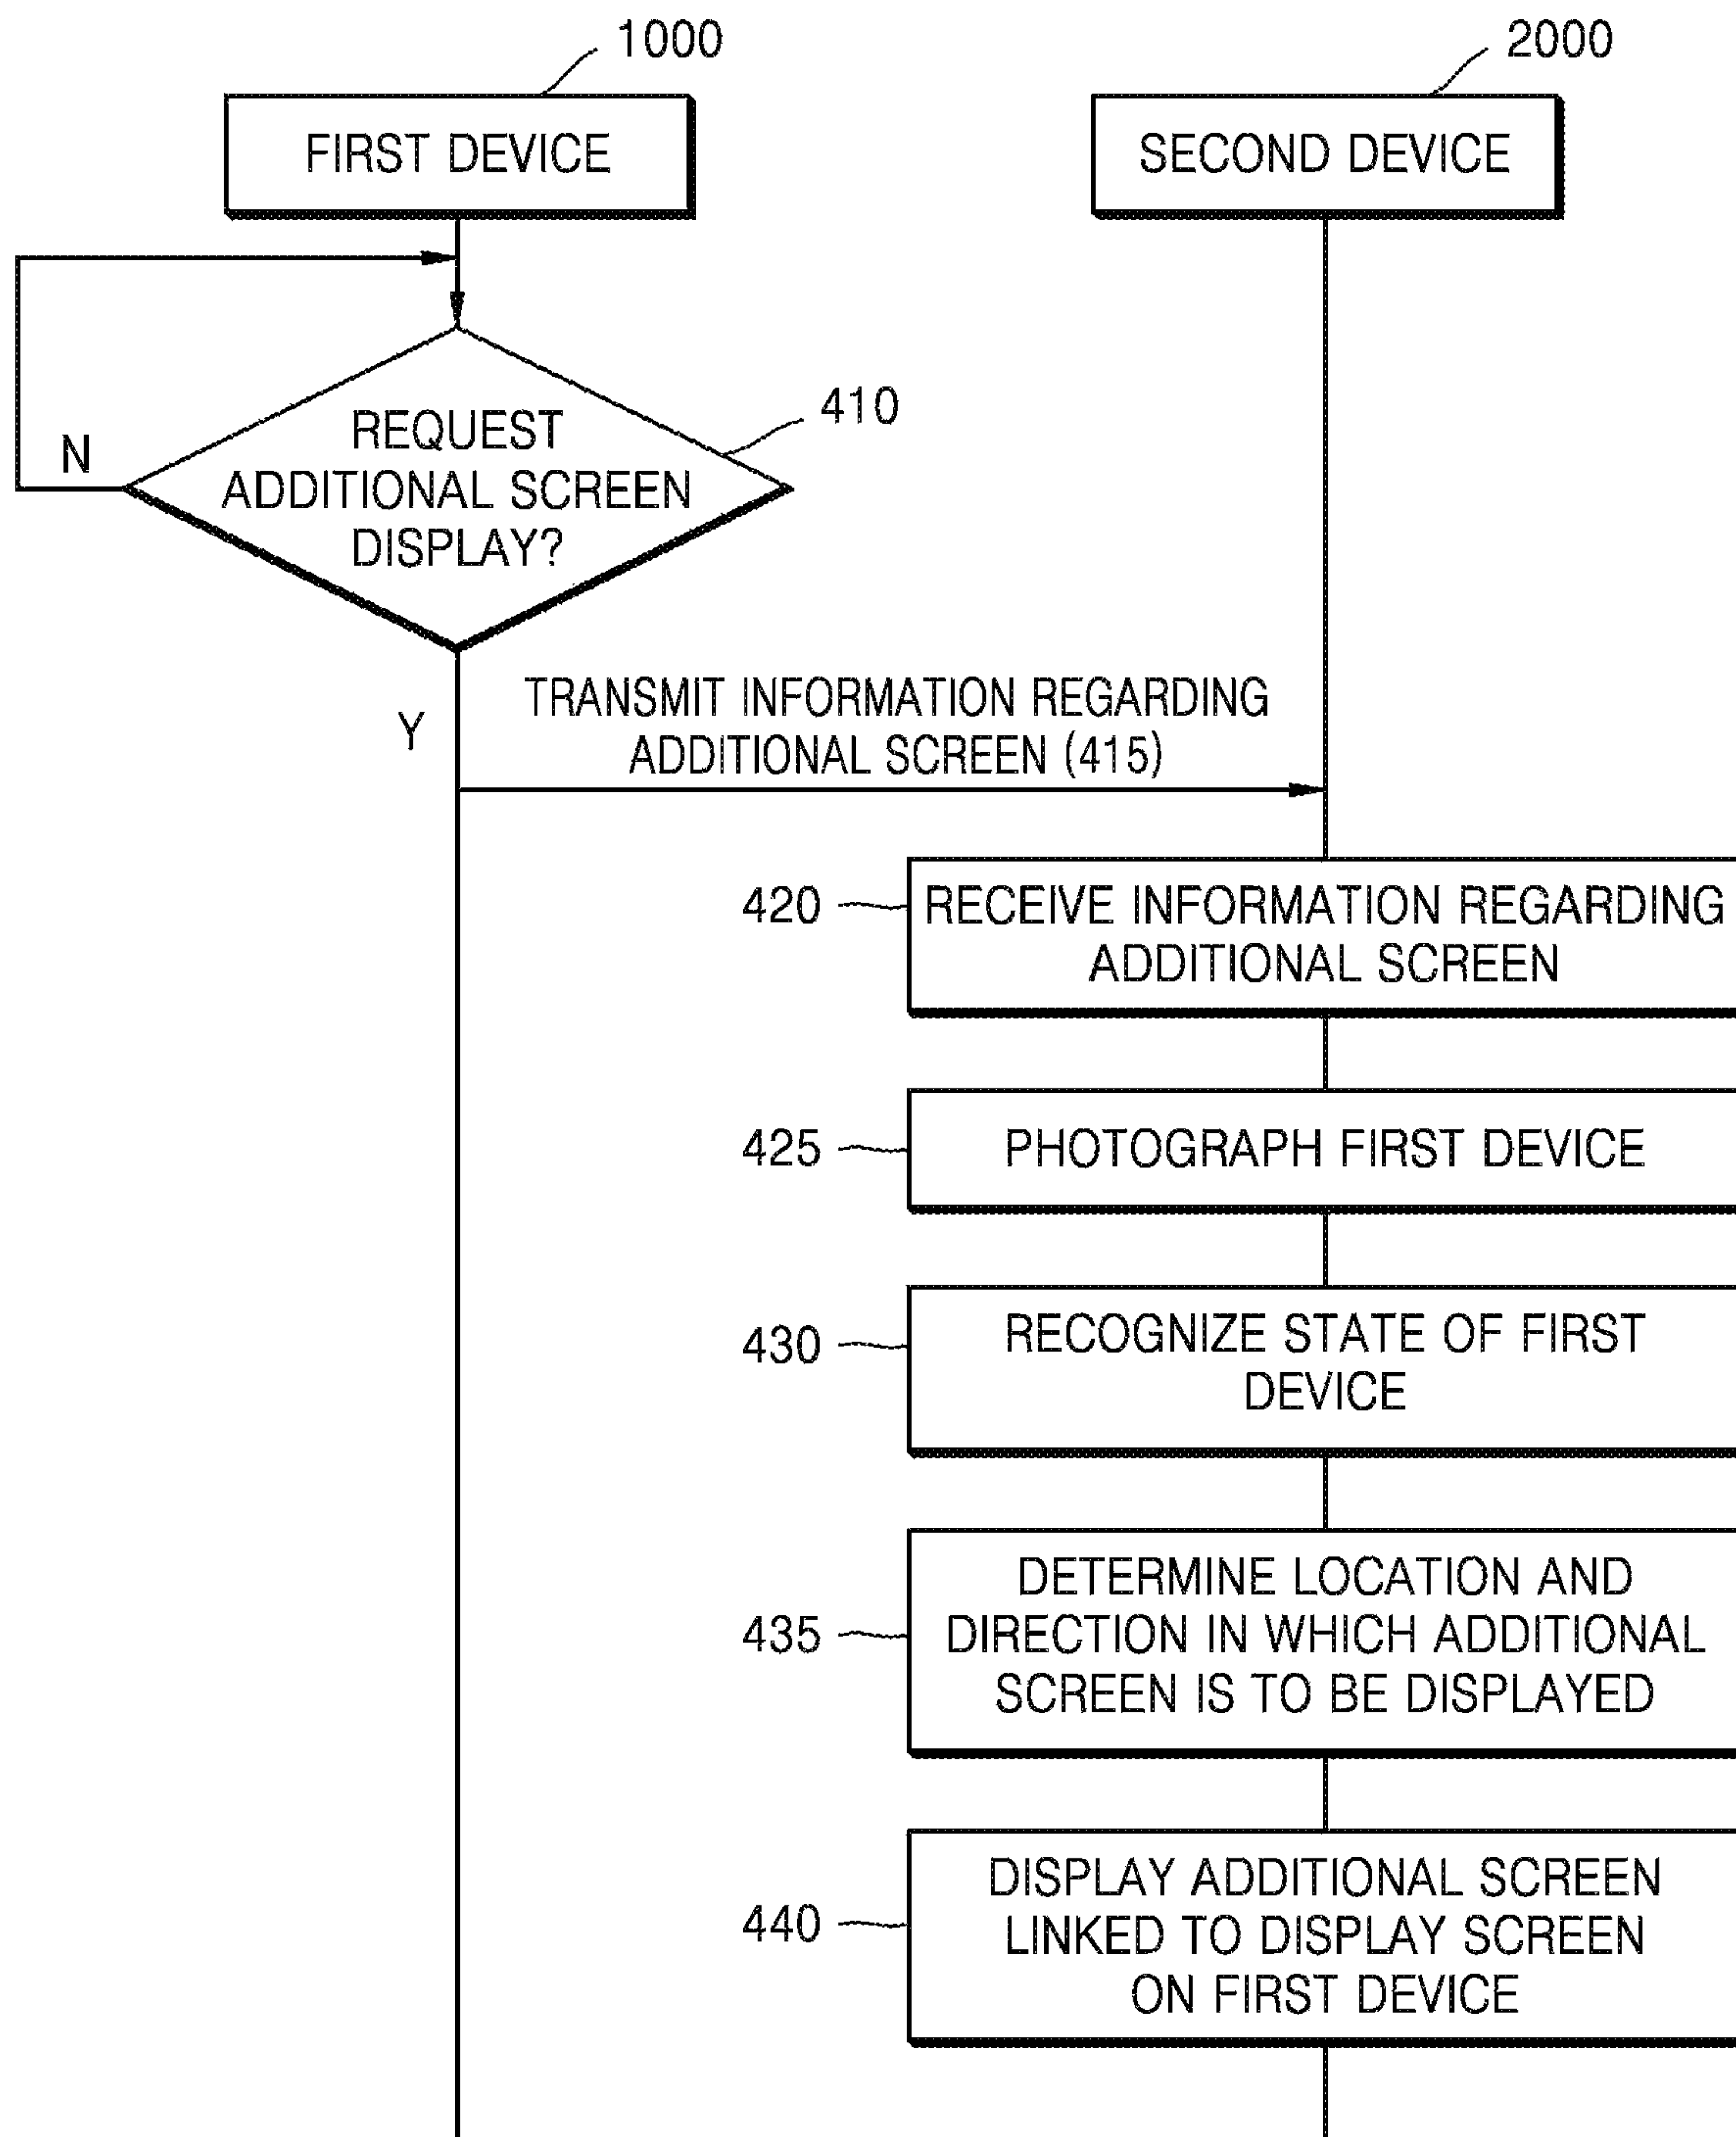 1000
2000
FIRST DEVICE
SECOND DEVICE
410
REQUEST
ADDITIONAL SCREEN
DISPLAY?
N
Y
TRANSMIT INFORMATION REGARDING
ADDITIONAL SCREEN (415)
420
RECEIVE INFORMATION REGARDING
ADDITIONAL SCREEN
425
PHOTOGRAPH FIRST DEVICE
430
RECOGNIZE STATE OF FIRST
DEVICE
435
DETERMINE LOCATION AND
DIRECTION IN WHICH ADDITIONAL
SCREEN IS TO BE DISPLAYED
440
DISPLAY ADDITIONAL SCREEN
LINKED TO DISPLAY SCREEN
ON FIRST DEVICE